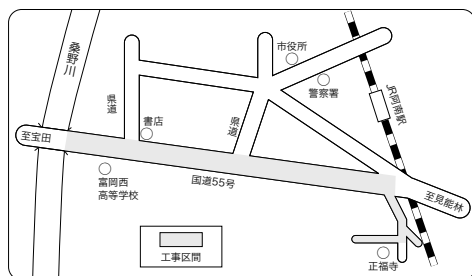 桑野川
市役所
警察署
JR阿南駅
県道
書店
県道
至宝田
富岡西
高等学校
国道55号
至見能林
工事区間
正福寺